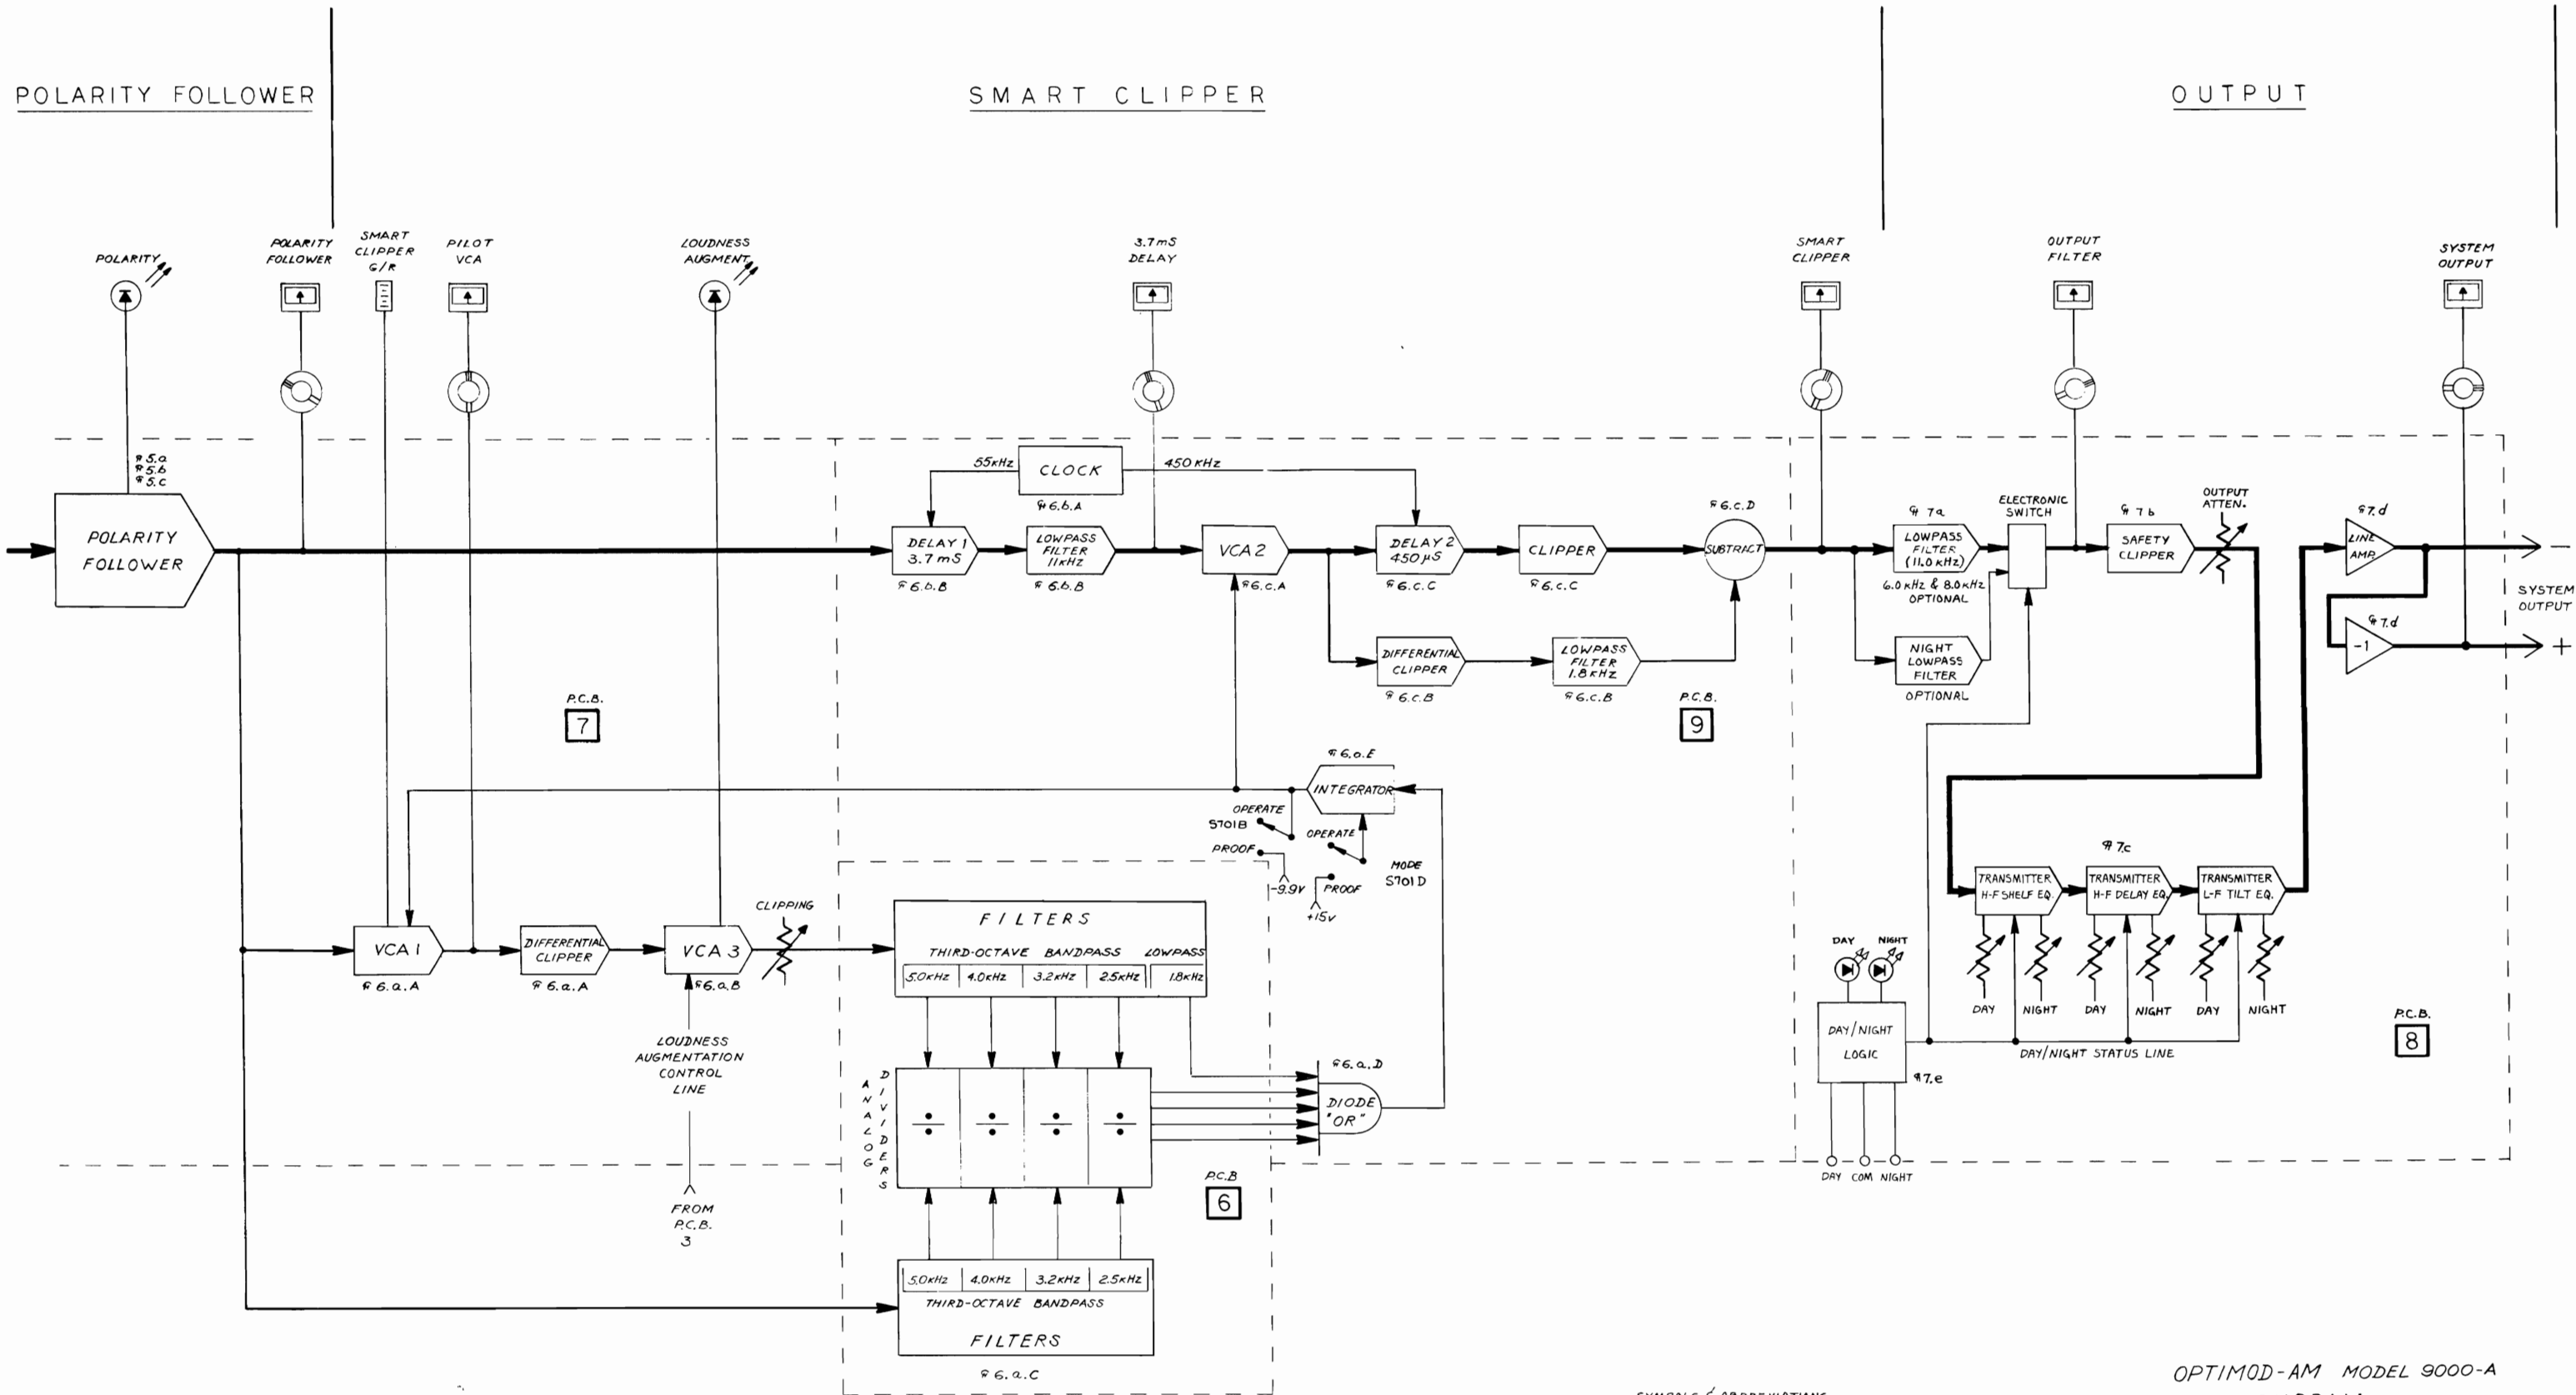 POLARITY FOLLOWER
SMART CLIPPER
OUTPUT
POLARITY
POLARITY
FOLLOWER
SMART
CLIPPER
G/R
PILOT
VCA
LOUDNESS
AUGMENT.
3.7mS
DELAY
SMART
CLIPPER
OUTPUT
FILTER
SYSTEM
OUTPUT
5.a
5.b
5.c
POLARITY
FOLLOWER
55KHZ
CLOCK
450 KHZ
6.b.A
DELAY 1
3.7mS
6.b.B
LOWPASS
FILTER
11KHZ
6.b.B
VCA2
6.c.A
DELAY 2
450µS
6.c.C
CLIPPER
6.c.C
6.c.D
SUBTRACT
DIFFERENTIAL
CLIPPER
6.c.B
LOWPASS
FILTER
1.8KHZ
6.c.B
7a
LOWPASS
FILTER
(11.0 KHZ)
6.0 KHZ & 8.0 KHZ
OPTIONAL
ELECTRONIC
SWITCH
7b
SAFETY
CLIPPER
OUTPUT
ATTEN.
NIGHT
LOWPASS
FILTER
OPTIONAL
7.d
LINE
AMP.
7.d
-1
−
SYSTEM
OUTPUT
+
P.C.B.
7
P.C.B.
9
6.a.E
INTEGRATOR
OPERATE
S701B
PROOF
-9.9V
OPERATE
MODE
S701D
PROOF
+15V
VCA 1
6.a.A
DIFFERENTIAL
CLIPPER
6.a.A
VCA 3
6.a.B
CLIPPING
LOUDNESS
AUGMENTATION
CONTROL
LINE
FROM
P.C.B.
3
FILTERS
THIRD-OCTAVE BANDPASS LOWPASS
5.0KHZ 4.0KHZ 3.2KHZ 2.5KHZ 1.8KHZ
ANALOG
DIVIDERS
÷ ÷ ÷ ÷
6.a.D
DIODE
"OR"
P.C.B
6
5.0KHZ 4.0KHZ 3.2KHZ 2.5KHZ
THIRD-OCTAVE BANDPASS
FILTERS
6.a.C
7.c
TRANSMITTER
H-F SHELF EQ.
TRANSMITTER
H-F DELAY EQ.
TRANSMITTER
L-F TILT EQ.
DAY NIGHT DAY NIGHT DAY NIGHT
DAY NIGHT
DAY/NIGHT
LOGIC
7.e
DAY/NIGHT STATUS LINE
DAY COM NIGHT
P.C.B.
8
OPTIMOD-AM MODEL 9000-A